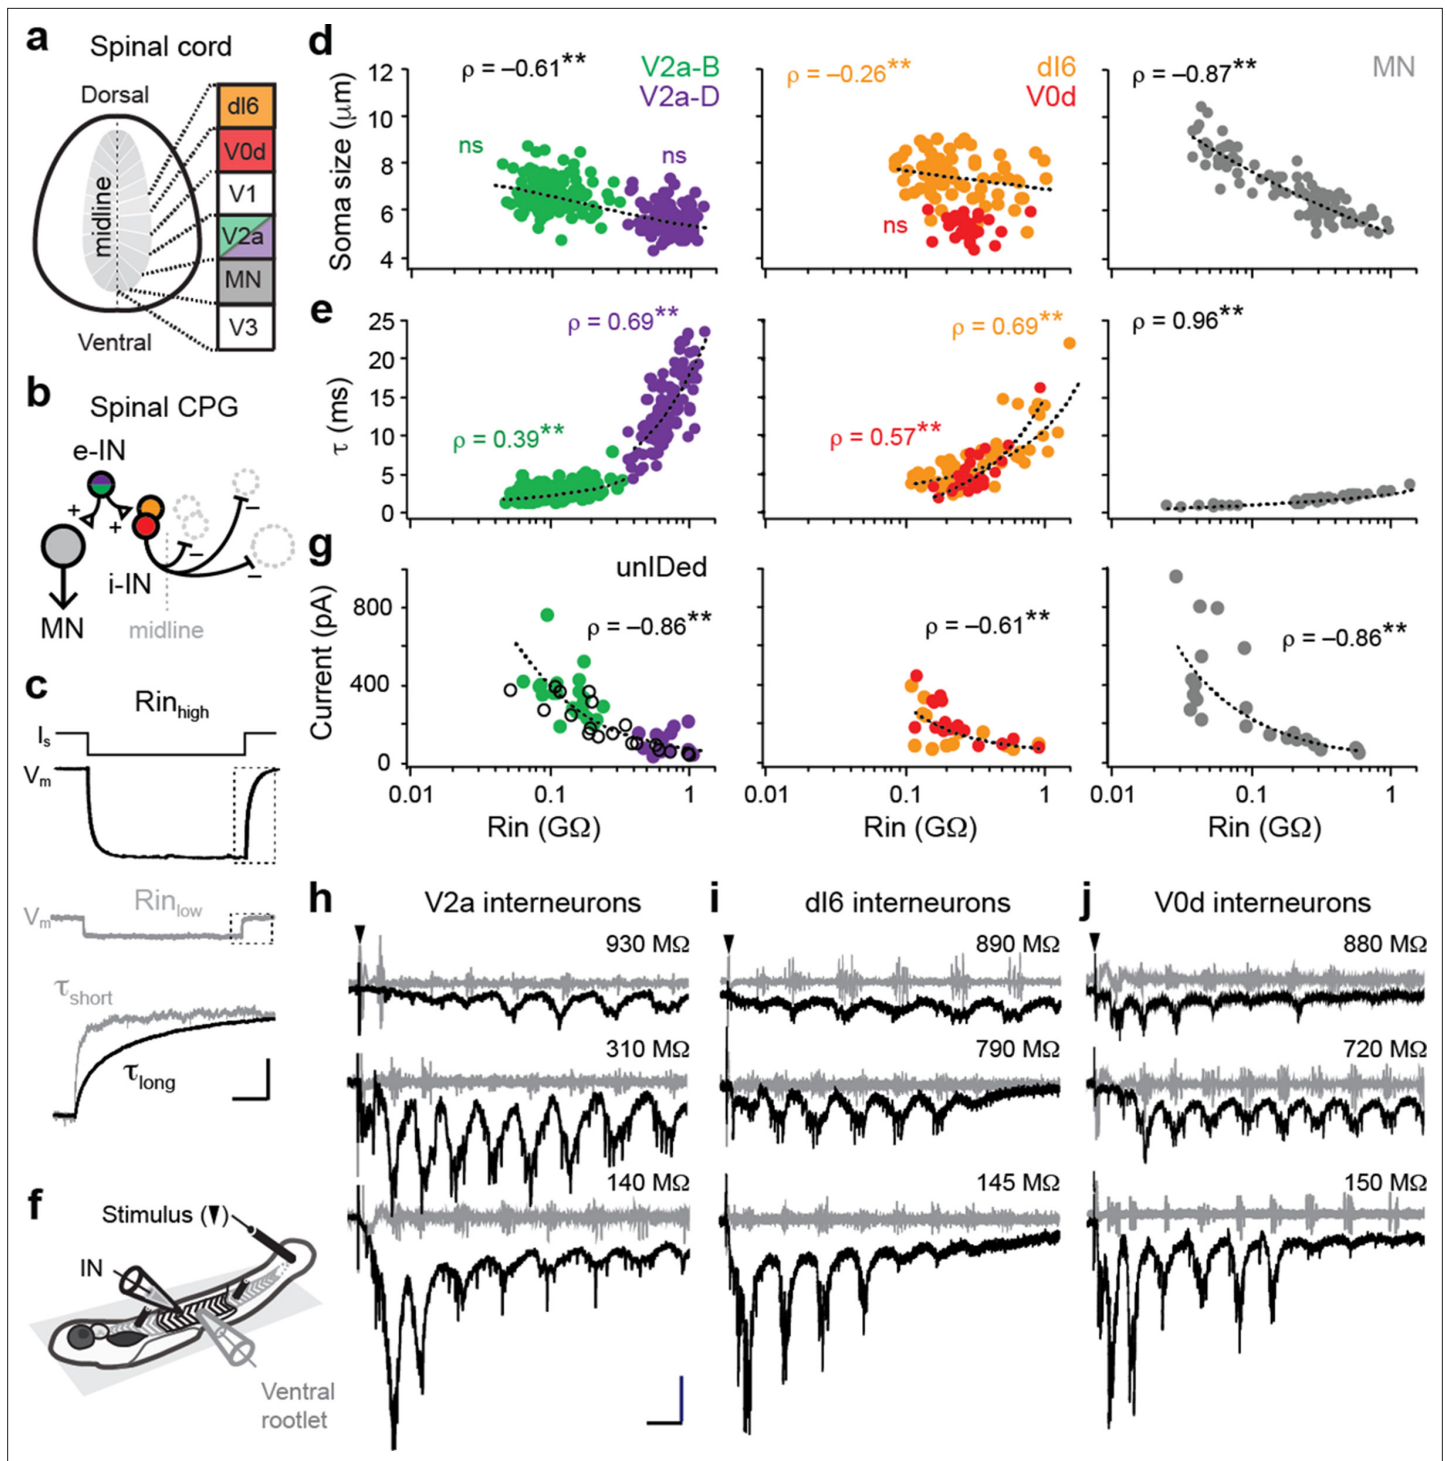 a
Spinal cord
Dorsal
midline
Ventral
dI6
V0d
V1
V2a
MN
V3
b
Spinal CPG
e-IN
+
+
–
–
–
i-IN
MN
midline
c
Rin high
Is
Vm
Rin low
Vm
τ short
τ long
d
ρ = –0.61**
V2a-B
V2a-D
ns
ns
Soma size (μm)
12
10
8
6
4
ρ = –0.26**
dI6
V0d
ns
ρ = –0.87**
MN
e
ρ = 0.69**
ρ = 0.39**
τ (ms)
25
20
15
10
5
0
ρ = 0.69**
ρ = 0.57**
ρ = 0.96**
g
unIDed
ρ = –0.86**
Current (pA)
800
400
0
0.01 0.1 1
Rin (GΩ)
ρ = –0.61**
0.1 1
Rin (GΩ)
ρ = –0.86**
0.01 0.1 1
Rin (GΩ)
f
Stimulus (▼)
IN
Ventral
rootlet
h
V2a interneurons
930 MΩ
310 MΩ
140 MΩ
i
dI6 interneurons
890 MΩ
790 MΩ
145 MΩ
j
V0d interneurons
880 MΩ
720 MΩ
150 MΩ